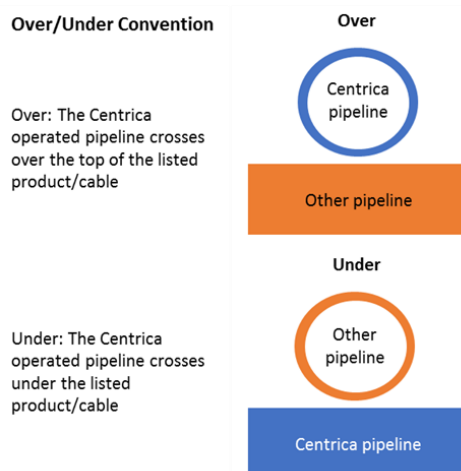 Over/Under Convention
Over
Over: The Centrica
operated pipeline crosses
over the top of the listed
product/cable
Centrica
pipeline
Other pipeline
Under
Under: The Centrica
operated pipeline crosses
under the listed
product/cable
Other
pipeline
Centrica pipeline